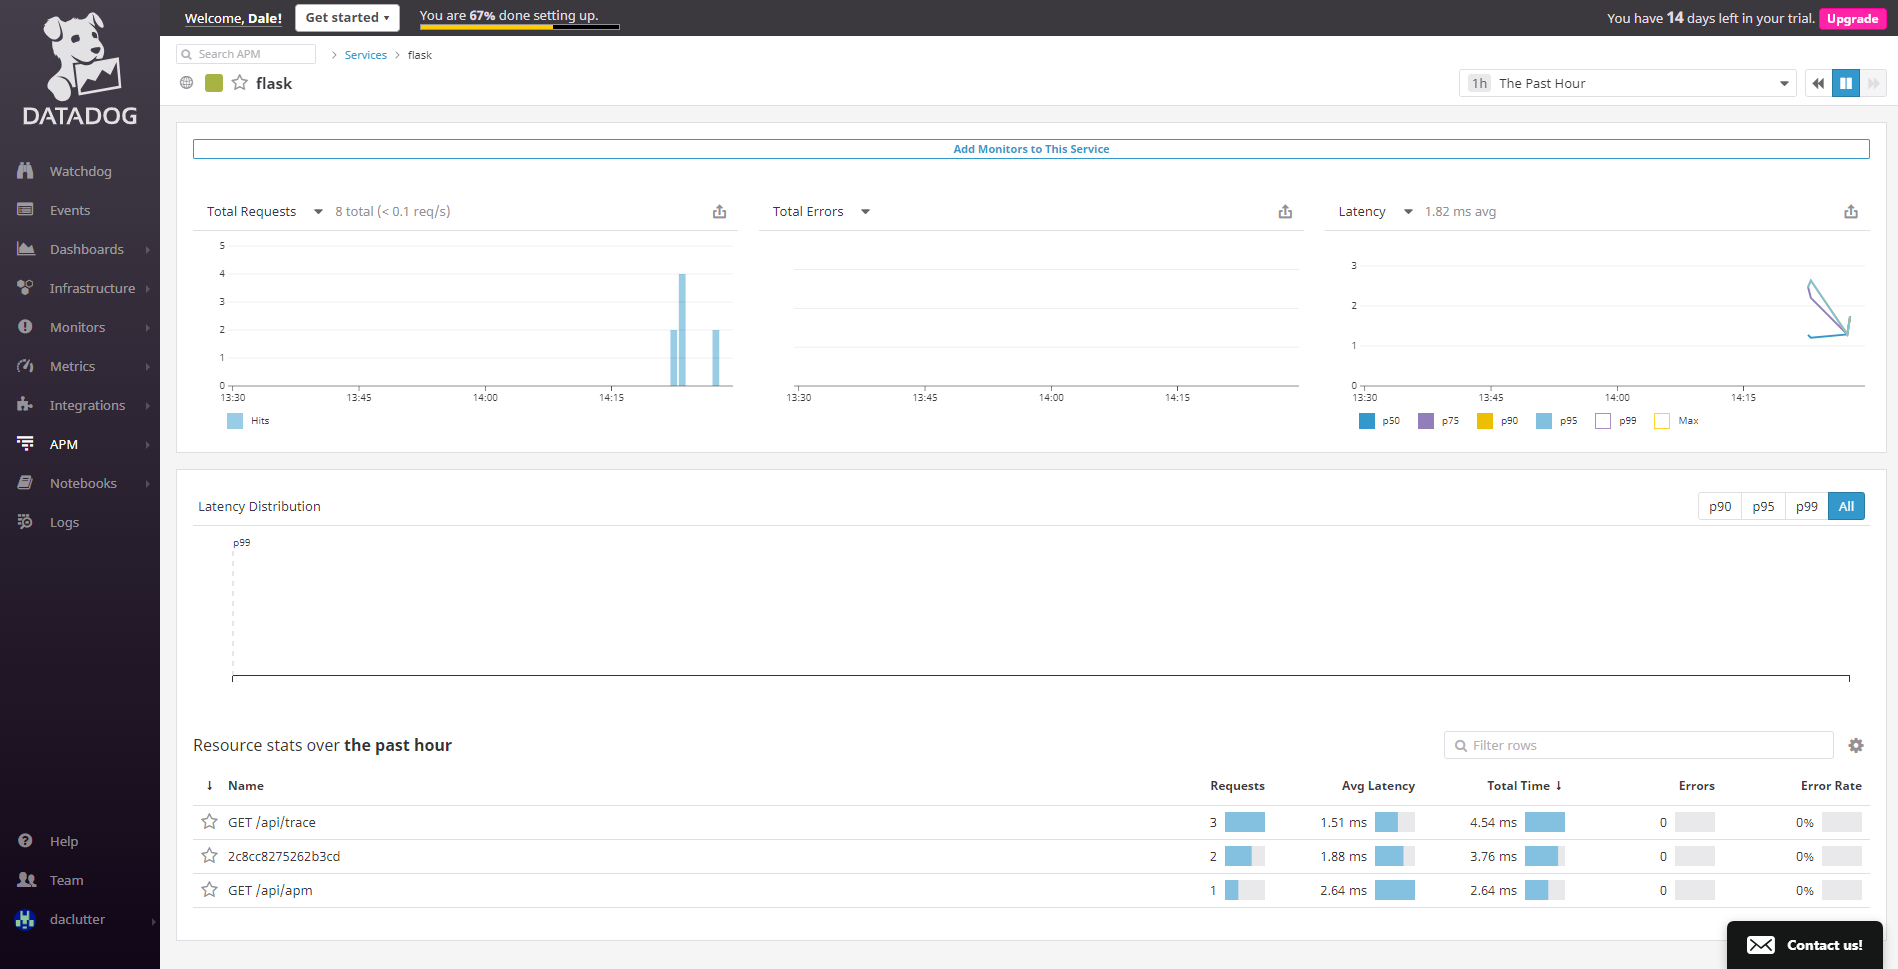 Welcome, Dale! Get started You are 67% done setting up. You have 14 days left in your trial. Upgrade
DATADOG
Watchdog
Events
Dashboards
Infrastructure
Monitors
Metrics
Integrations
APM
Notebooks
Logs
Help
Team
daclutter
Search APM > Services > flask
flask
1h The Past Hour
Add Monitors to This Service
Total Requests 8 total (< 0.1 req/s)
5
4
3
2
1
0
13:30 13:45 14:00 14:15
Hits
Total Errors
13:30 13:45 14:00 14:15
Latency 1.82 ms avg
3
2
1
0
13:30 13:45 14:00 14:15
p50 p75 p90 p95 p99 Max
Latency Distribution p90 p95 p99 All
p99
Resource stats over the past hour Filter rows
↓ Name Requests Avg Latency Total Time ↓ Errors Error Rate
GET /api/trace 3 1.51 ms 4.54 ms 0 0%
2c8cc8275262b3cd 2 1.88 ms 3.76 ms 0 0%
GET /api/apm 1 2.64 ms 2.64 ms 0 0%
Contact us!